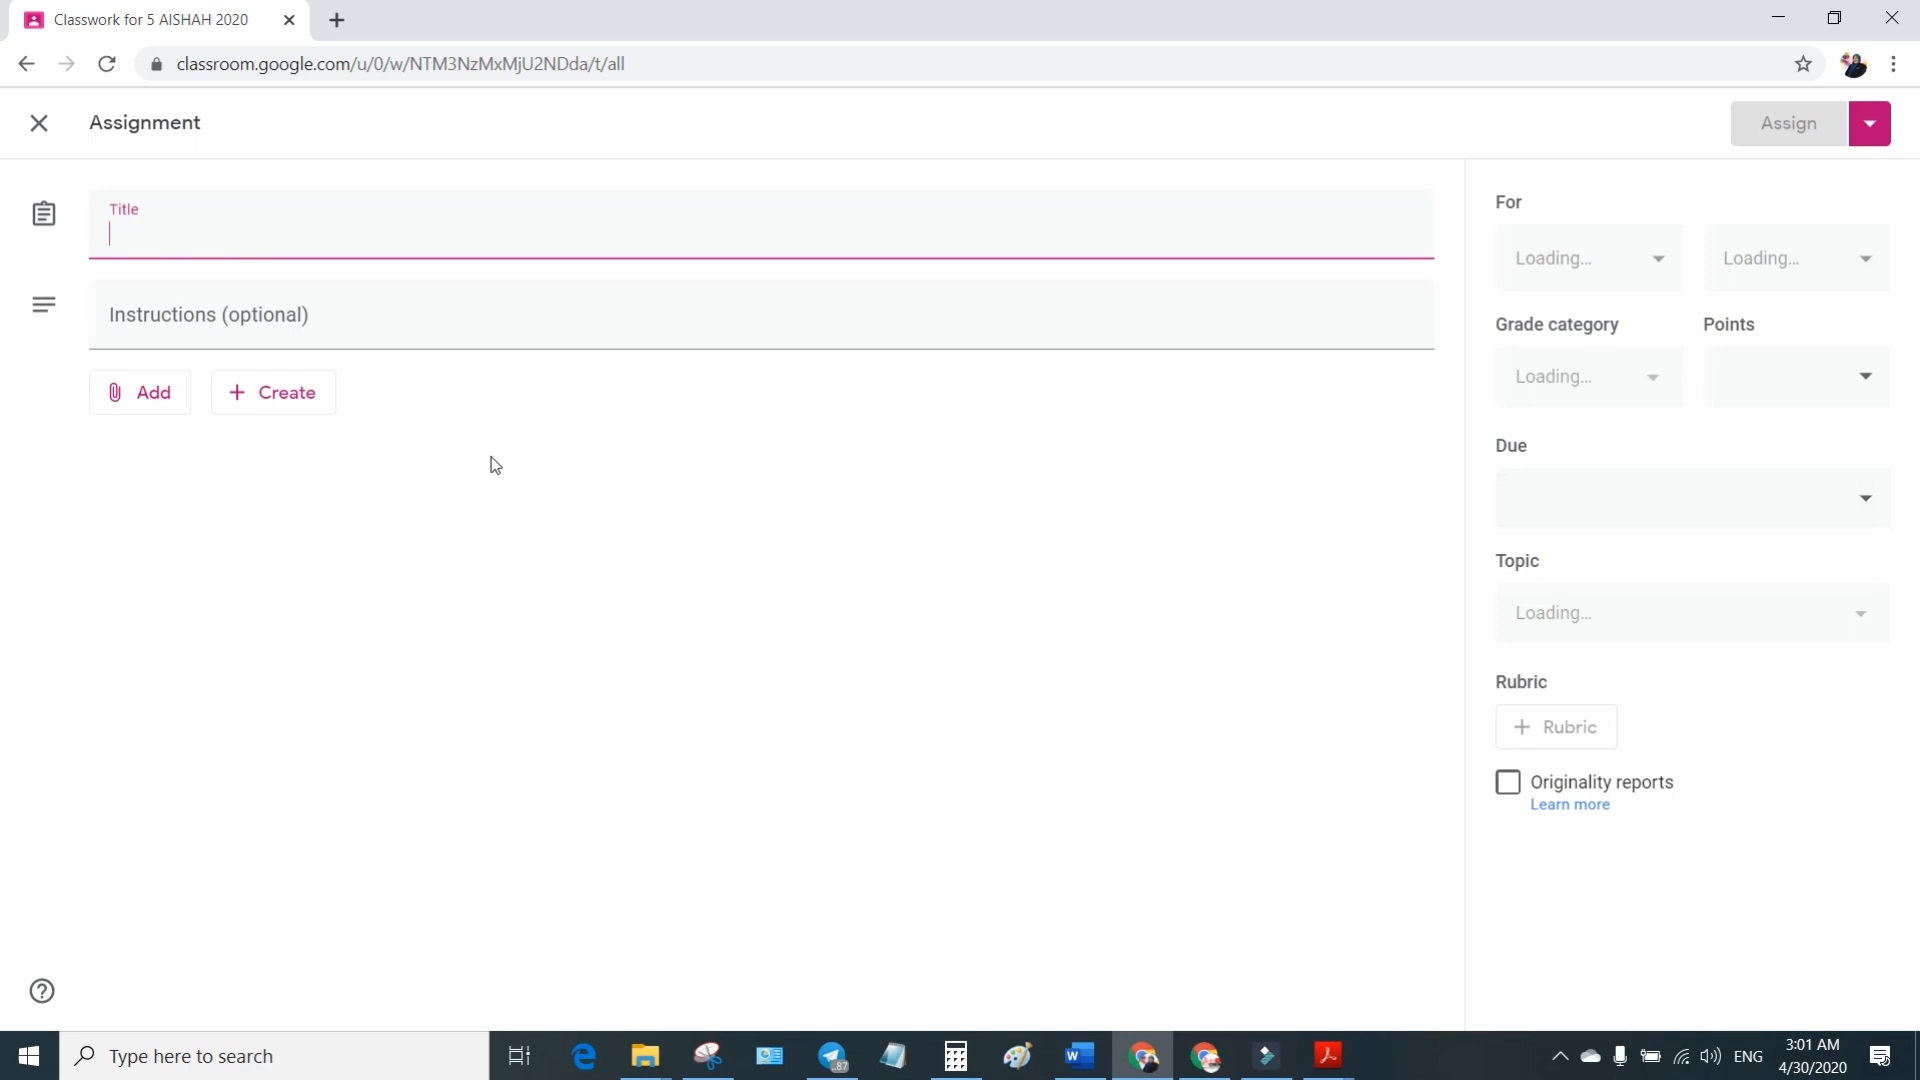 Classwork for 5 AISHAH 2020
classroom.google.com/u/0/w/NTM3NzMxMjU2NDda/t/all
Assignment
Assign
Title
Instructions (optional)
Add
Create
For
Loading...
Loading...
Grade category
Points
Loading...
Due
Topic
Loading...
Rubric
Rubric
Originality reports
Learn more
Type here to search
87
ENG
3:01 AM
4/30/2020